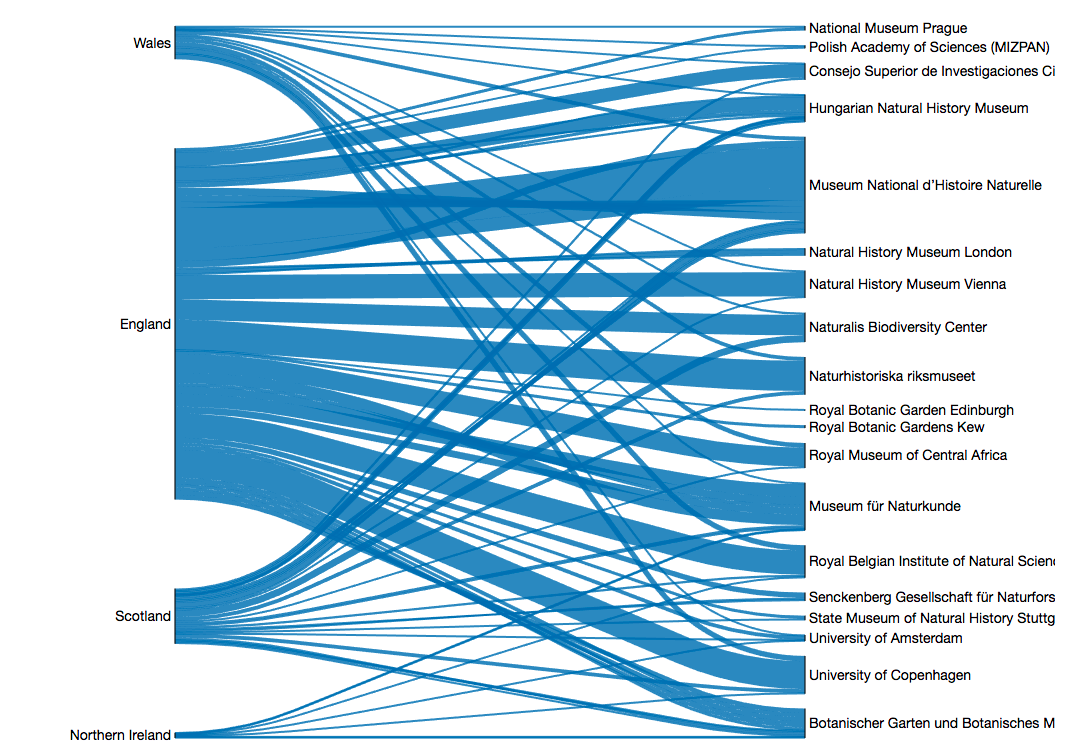 Wales
England
Scotland
Northern Ireland
National Museum Prague
Polish Academy of Sciences (MIZPAN)
Consejo Superior de Investigaciones Ci
Hungarian Natural History Museum
Museum National d’Histoire Naturelle
Natural History Museum London
Natural History Museum Vienna
Naturalis Biodiversity Center
Naturhistoriska riksmuseet
Royal Botanic Garden Edinburgh
Royal Botanic Gardens Kew
Royal Museum of Central Africa
Museum für Naturkunde
Royal Belgian Institute of Natural Scien
Senckenberg Gesellschaft für Naturfors
State Museum of Natural History Stuttg
University of Amsterdam
University of Copenhagen
Botanischer Garten und Botanisches M